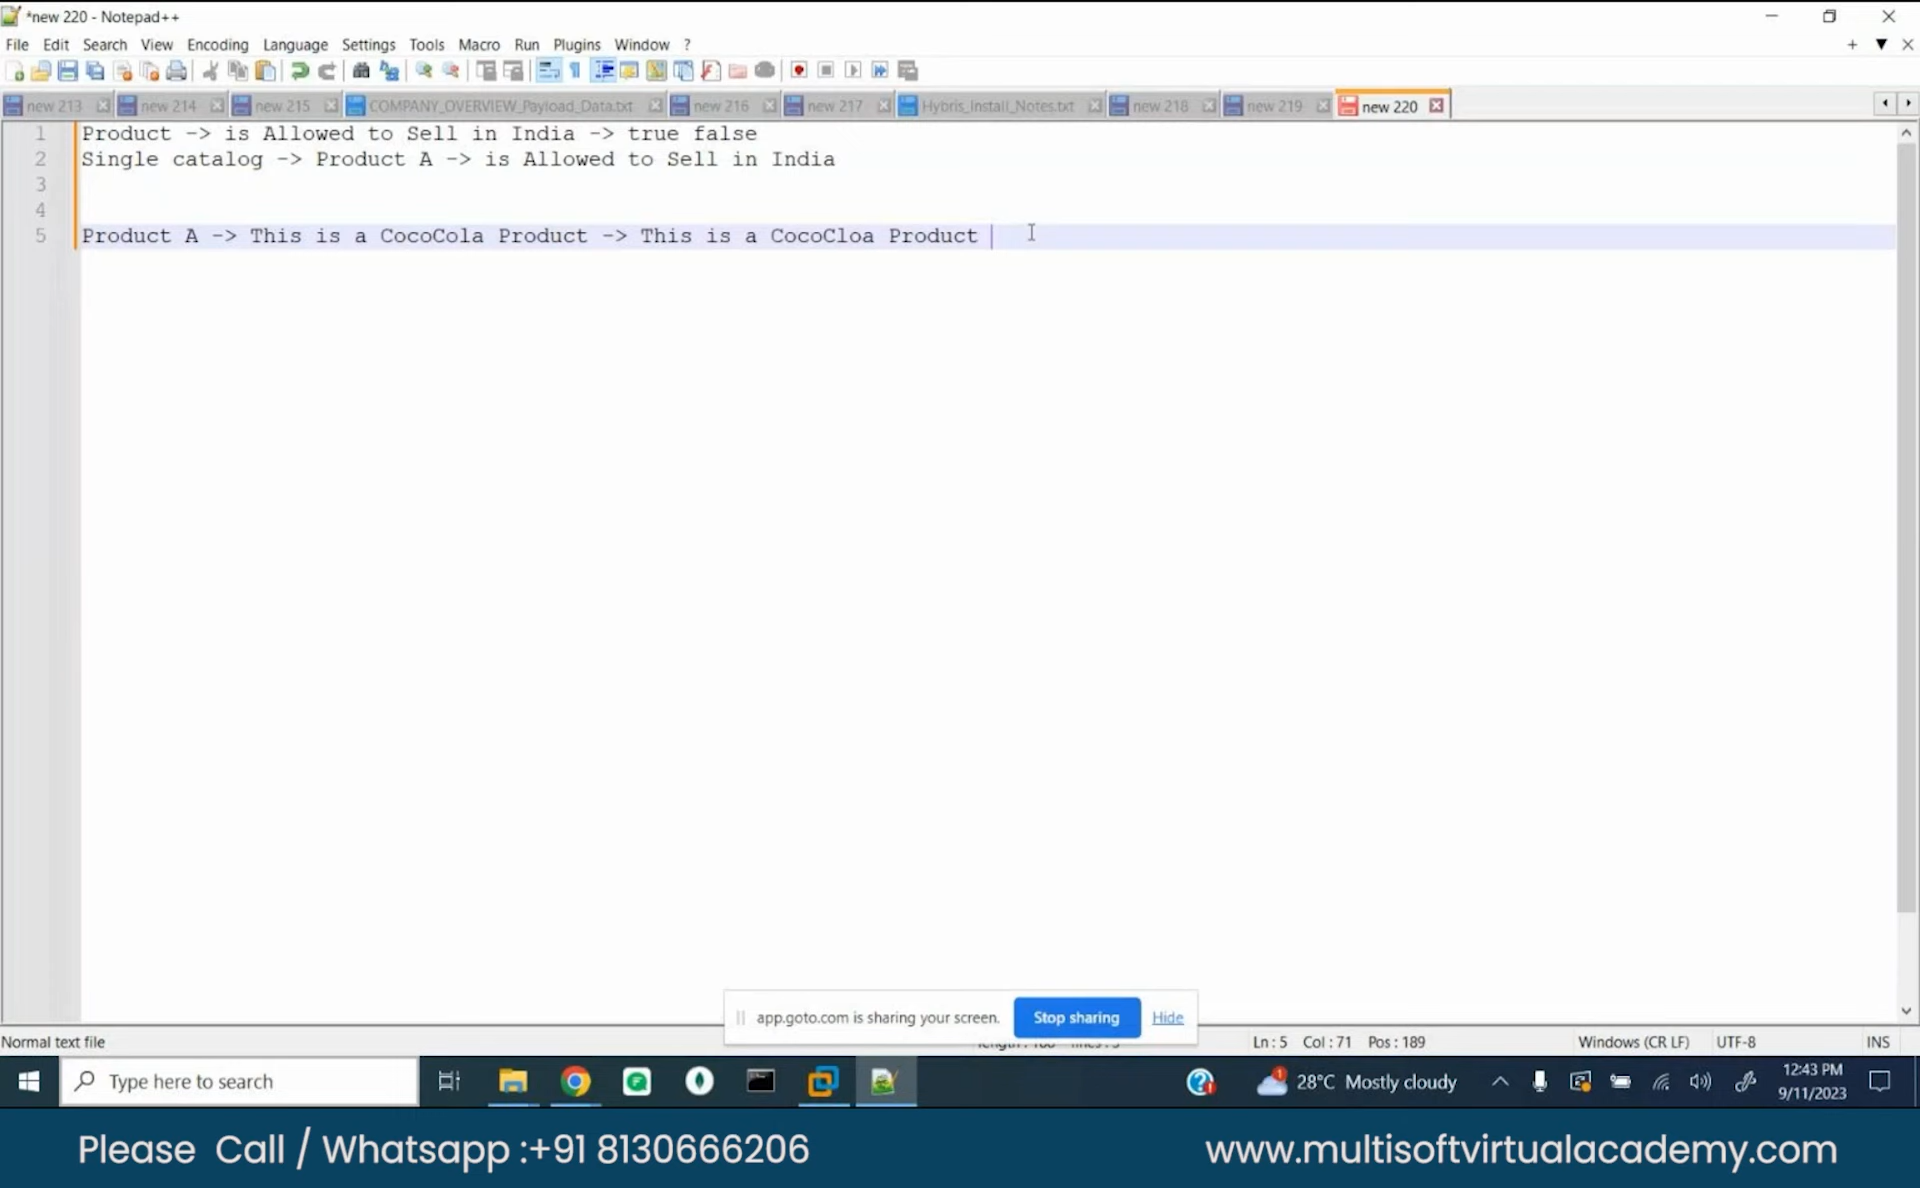 *new 220 - Notepad++
File Edit Search View Encoding Language Settings Tools Macro Run Plugins Window ?
new 213 new 214 new 215 COMPANY_OVERVIEW_Payload_Data.txt new 216 new 217 Hybris_Install_Notes.txt new 218 new 219 new 220
1 Product -> is Allowed to Sell in India -> true false
2 Single catalog -> Product A -> is Allowed to Sell in India
3
4
5 Product A -> This is a CocoCola Product -> This is a CocoCloa Product
app.goto.com is sharing your screen. Stop sharing Hide
Normal text file Ln : 5 Col : 71 Pos : 189 Windows (CR LF) UTF-8 INS
Type here to search 28°C Mostly cloudy 12:43 PM
9/11/2023
Please Call / Whatsapp :+91 8130666206 www.multisoftvirtualacademy.com